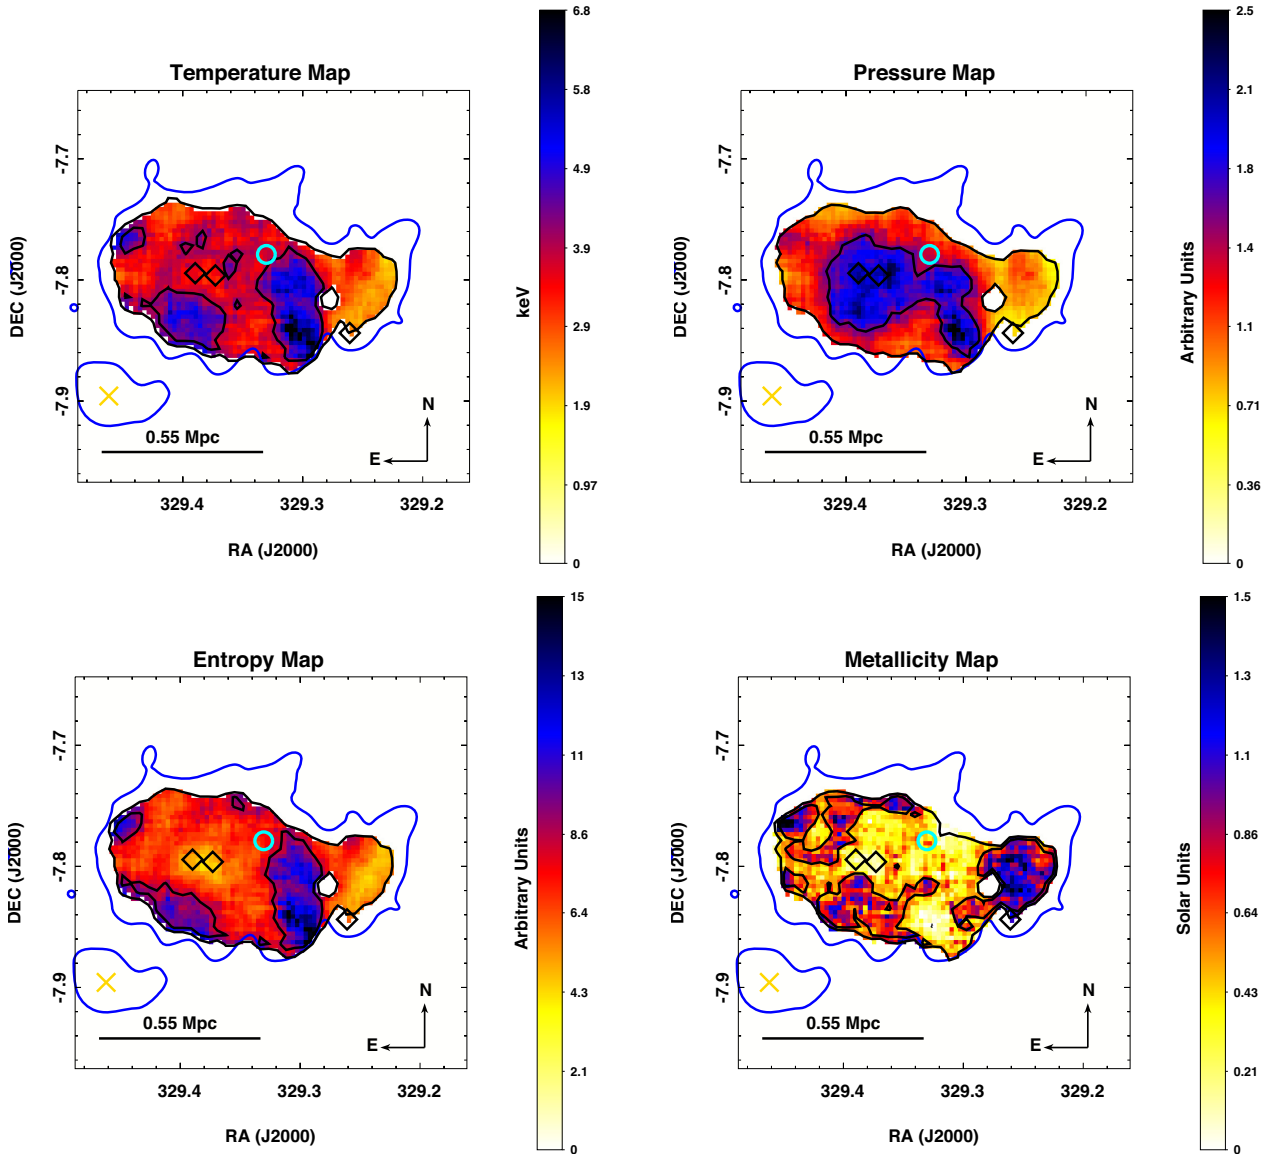 Temperature Map
DEC (J2000)
-7.7
-7.8
-7.9
0.55 Mpc
N
E
329.4
329.3
329.2
RA (J2000)
6.8
5.8
4.9
3.9
2.9
1.9
0.97
0
keV
Pressure Map
DEC (J2000)
-7.7
-7.8
-7.9
0.55 Mpc
N
E
329.4
329.3
329.2
RA (J2000)
2.5
2.1
1.8
1.4
1.1
0.71
0.36
0
Arbitrary Units
Entropy Map
DEC (J2000)
-7.7
-7.8
-7.9
0.55 Mpc
N
E
329.4
329.3
329.2
RA (J2000)
15
13
11
8.6
6.4
4.3
2.1
0
Arbitrary Units
Metallicity Map
DEC (J2000)
-7.7
-7.8
-7.9
0.55 Mpc
N
E
329.4
329.3
329.2
RA (J2000)
1.5
1.3
1.1
0.86
0.64
0.43
0.21
0
Solar Units